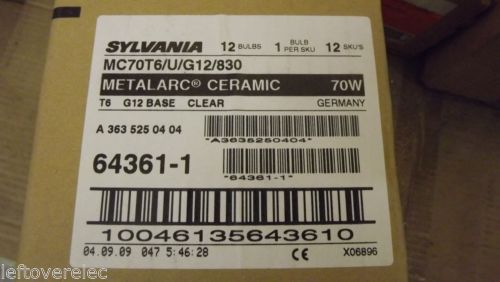 SYLVANIA 12 BULBS 1 BULB PER SKU 12 SKU'S
MC70T6/U/G12/830
METALARC® CERAMIC 70W
T6 G12 BASE CLEAR GERMANY
A 363 525 04 04
"A3635250404"
64361-1
"64361-1"
10046135643610
04.09.09 047 5:46:28 CE X06896
leftoverelec